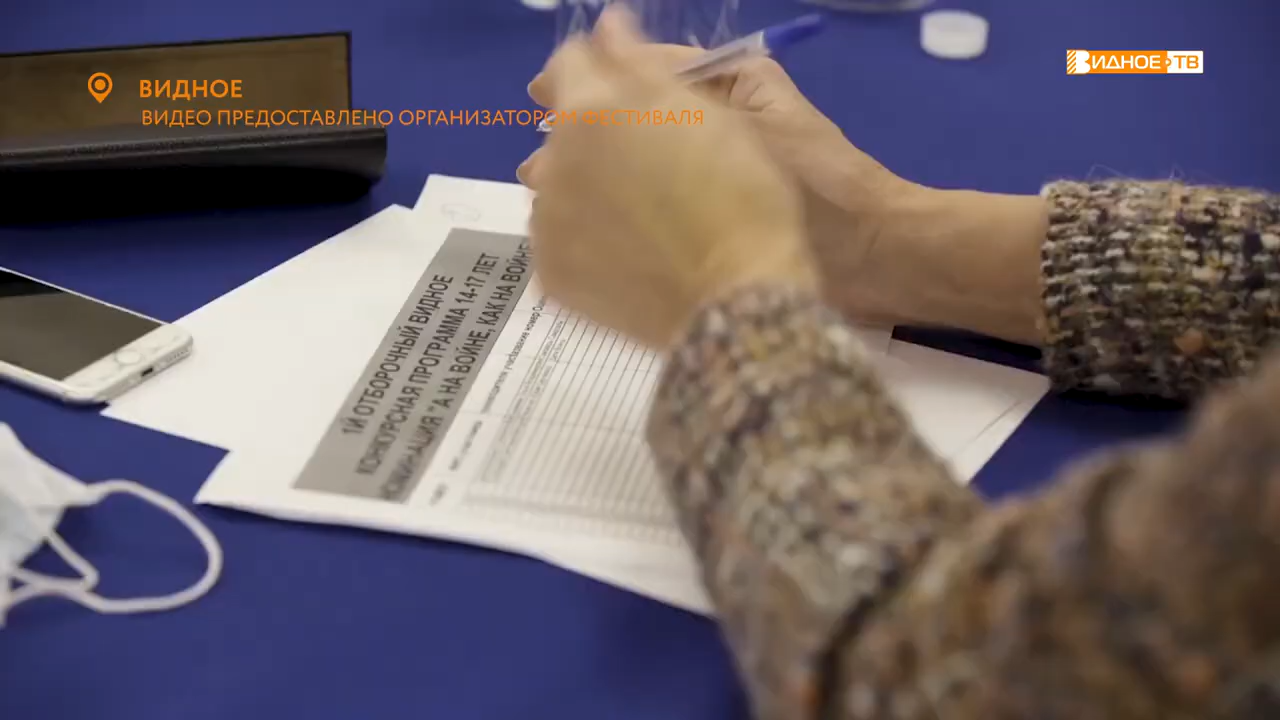 ВИДНОЕ
ВИДЕО ПРЕДОСТАВЛЕНО ОРГАНИЗАТОРОМ ФЕСТИВАЛЯ
ВИДНОЕ ТВ
1Й ОТБОРОЧНЫЙ ВИДНОЕ
КОНКУРСНАЯ ПРОГРАММА 14-17 ЛЕТ
НОМИНАЦИЯ "А НА ВОЙНЕ, КАК НА ВОЙНЕ